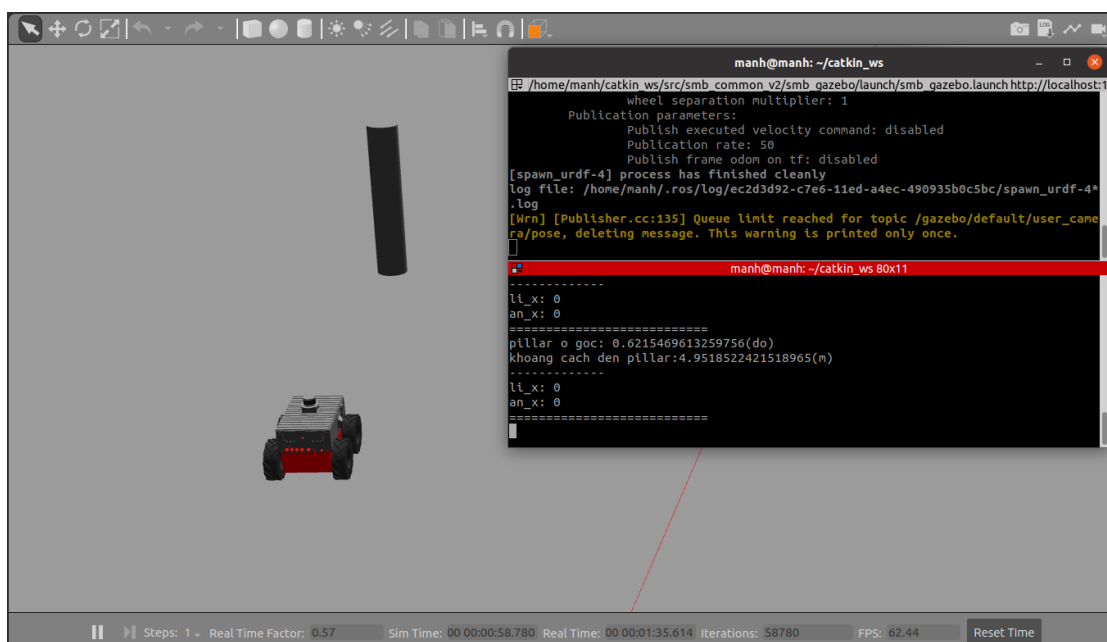 LOG
manh@manh: ~/catkin_ws
/home/manh/catkin_ws/src/smb_common_v2/smb_gazebo/launch/smb_gazebo.launch http://localhost:1
wheel separation multiplier: 1
Publication parameters:
Publish executed velocity command: disabled
Publication rate: 50
Publish frame odom on tf: disabled
[spawn_urdf-4] process has finished cleanly
log file: /home/manh/.ros/log/ec2d3d92-c7e6-11ed-a4ec-490935b0c5bc/spawn_urdf-4*
.log
[Wrn] [Publisher.cc:135] Queue limit reached for topic /gazebo/default/user_came
ra/pose, deleting message. This warning is printed only once.
manh@manh: ~/catkin_ws 80x11
-------------
li_x: 0
an_x: 0
===========================
pillar o goc: 0.6215469613259756(do)
khoang cach den pillar:4.9518522421518965(m)
-------------
li_x: 0
an_x: 0
===========================
Steps: 1 Real Time Factor: 0.57 Sim Time: 00 00:00:58.780 Real Time: 00 00:01:35.614 Iterations: 58780 FPS: 62.44 Reset Time